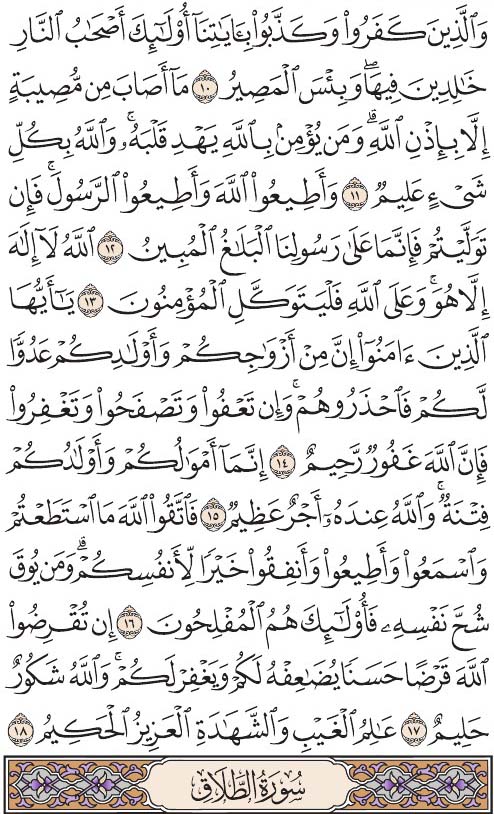 وَٱلَّذِينَ كَفَرُوا۟ وَكَذَّبُوا۟ بِـَٔايَٰتِنَآ أُو۟لَٰٓئِكَ أَصْحَٰبُ ٱلنَّارِ
خَٰلِدِينَ فِيهَا ۖ وَبِئْسَ ٱلْمَصِيرُ ١٠ مَآ أَصَابَ مِن مُّصِيبَةٍ
إِلَّا بِإِذْنِ ٱللَّهِ ۗ وَمَن يُؤْمِنۢ بِٱللَّهِ يَهْدِ قَلْبَهُۥ ۚ وَٱللَّهُ بِكُلِّ
شَىْءٍ عَلِيمٌ ١١ وَأَطِيعُوا۟ ٱللَّهَ وَأَطِيعُوا۟ ٱلرَّسُولَ ۚ فَإِن
تَوَلَّيْتُمْ فَإِنَّمَا عَلَىٰ رَسُولِنَا ٱلْبَلَٰغُ ٱلْمُبِينُ ١٢ ٱللَّهُ لَآ إِلَٰهَ
إِلَّا هُوَ ۚ وَعَلَى ٱللَّهِ فَلْيَتَوَكَّلِ ٱلْمُؤْمِنُونَ ١٣ يَٰٓأَيُّهَا
ٱلَّذِينَ ءَامَنُوٓا۟ إِنَّ مِنْ أَزْوَٰجِكُمْ وَأَوْلَٰدِكُمْ عَدُوًّا
لَّكُمْ فَٱحْذَرُوهُمْ ۚ وَإِن تَعْفُوا۟ وَتَصْفَحُوا۟ وَتَغْفِرُوا۟
فَإِنَّ ٱللَّهَ غَفُورٌ رَّحِيمٌ ١٤ إِنَّمَآ أَمْوَٰلُكُمْ وَأَوْلَٰدُكُمْ
فِتْنَةٌ ۚ وَٱللَّهُ عِندَهُۥٓ أَجْرٌ عَظِيمٌ ١٥ فَٱتَّقُوا۟ ٱللَّهَ مَا ٱسْتَطَعْتُمْ
وَٱسْمَعُوا۟ وَأَطِيعُوا۟ وَأَنفِقُوا۟ خَيْرًا لِّأَنفُسِكُمْ ۗ وَمَن يُوقَ
شُحَّ نَفْسِهِۦ فَأُو۟لَٰٓئِكَ هُمُ ٱلْمُفْلِحُونَ ١٦ إِن تُقْرِضُوا۟
ٱللَّهَ قَرْضًا حَسَنًا يُضَٰعِفْهُ لَكُمْ وَيَغْفِرْ لَكُمْ ۚ وَٱللَّهُ شَكُورٌ
حَلِيمٌ ١٧ عَٰلِمُ ٱلْغَيْبِ وَٱلشَّهَٰدَةِ ٱلْعَزِيزُ ٱلْحَكِيمُ ١٨
سُورَةُ الطَّلَاقِ